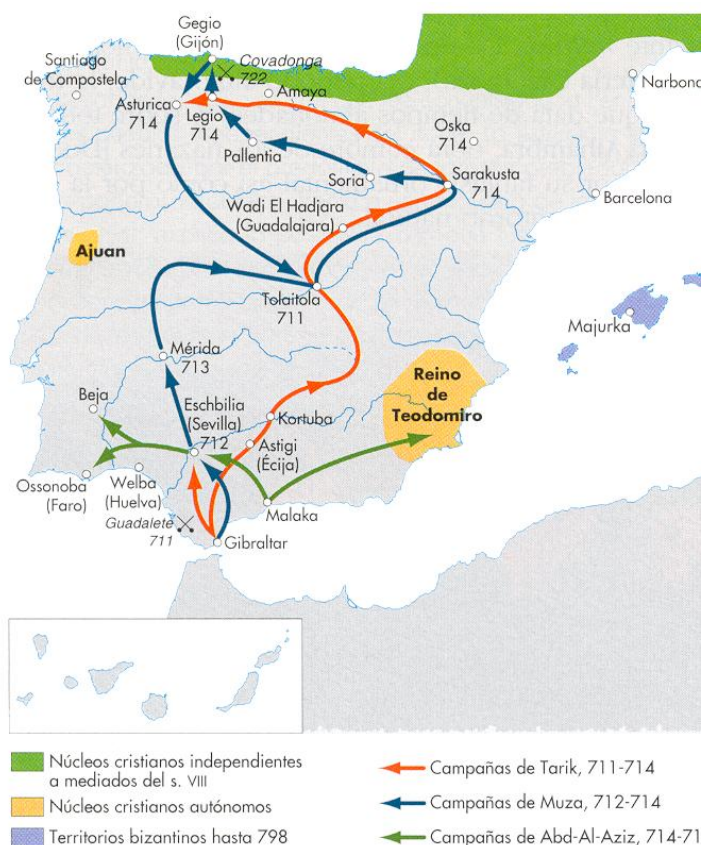 Gegio
(Gijón)
Santiago
de Compostela
Covadonga
722
Narbona
Amaya
Asturica
714
Legio
714
Oska
714
Pallentia
Soria
Sarakusta
714
Barcelona
Wadi El Hadjara
(Guadalajara)
Ajuan
Tolaitola
711
Majurka
Mérida
713
Reino
de
Teodomiro
Beja
Eschbilia
(Sevilla)
712
Kortuba
Astigi
(Écija)
Ossonoba
(Faro)
Welba
(Huelva)
Malaka
Guadalete
711
Gibraltar
Núcleos cristianos independientes
a mediados del s. VIII
Núcleos cristianos autónomos
Territorios bizantinos hasta 798
Campañas de Tarik, 711-714
Campañas de Muza, 712-714
Campañas de Abd-Al-Aziz, 714-71